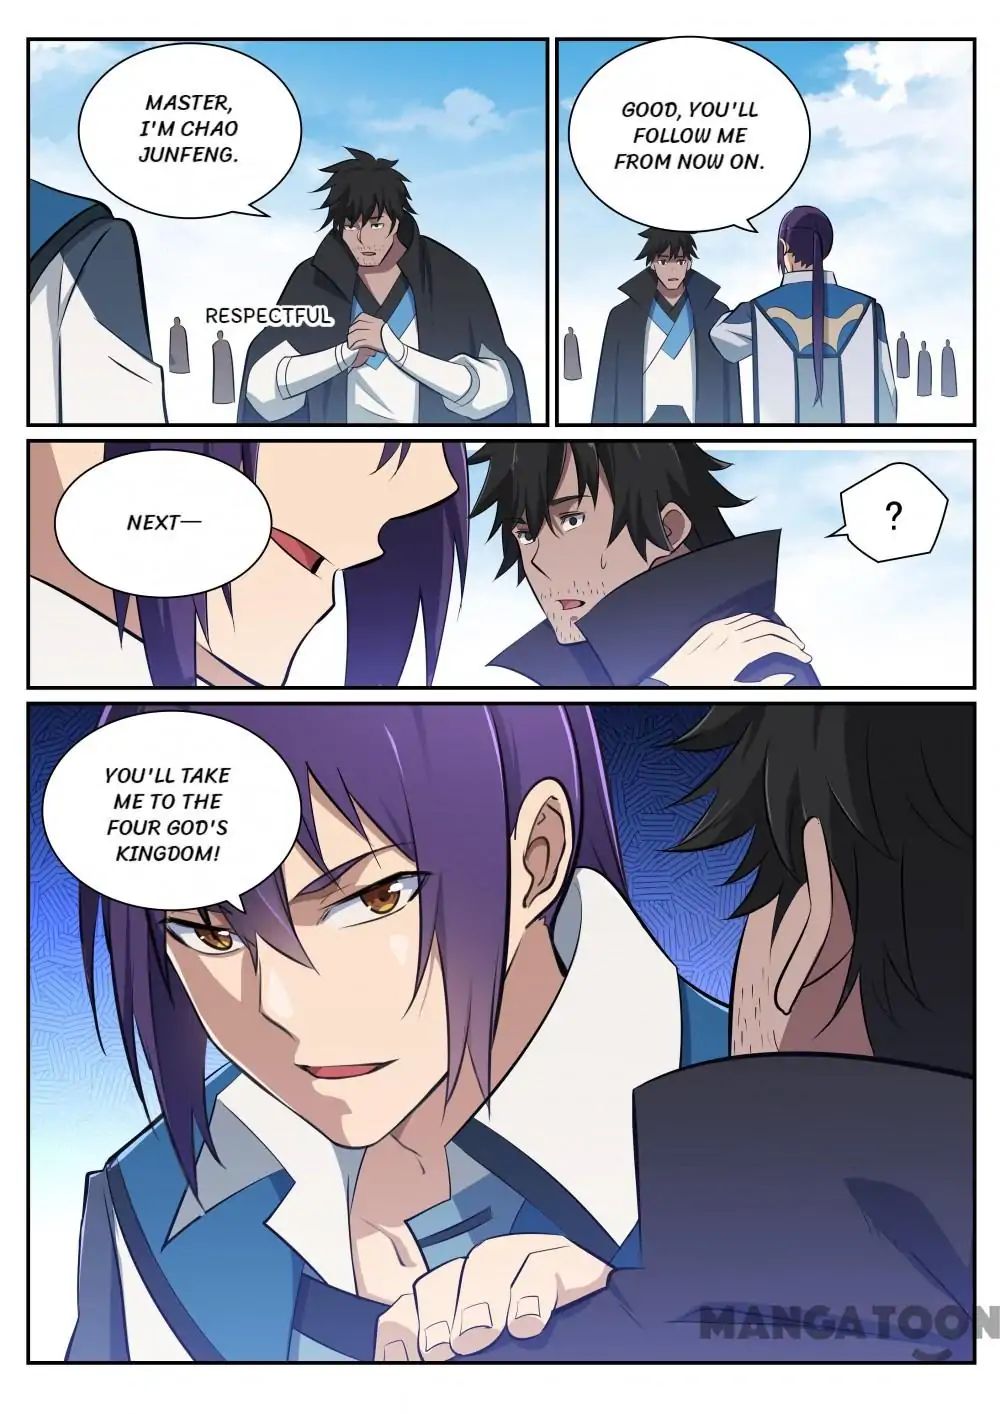 MASTER,
I'M CHAO
JUNFENG.
RESPECTFUL
GOOD, YOU'LL
FOLLOW ME
FROM NOW ON.
NEXT—
?
YOU'LL TAKE
ME TO THE
FOUR GOD'S
KINGDOM!
MANGATOON